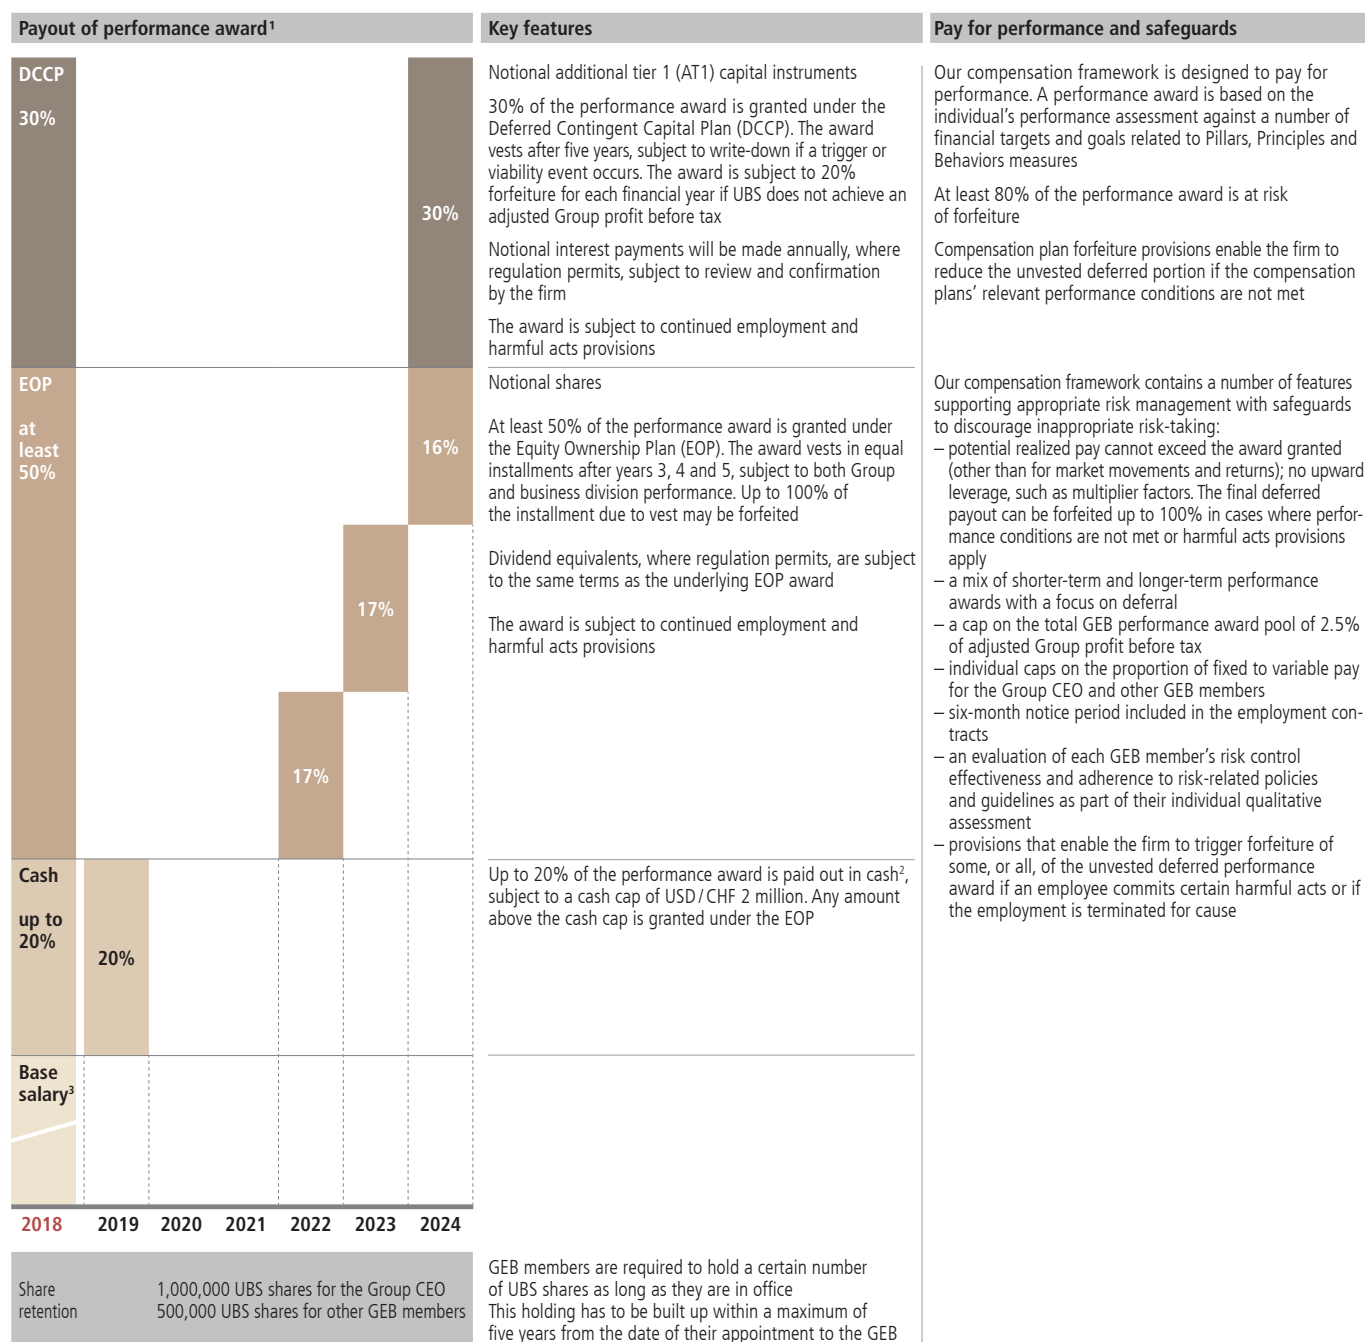 Payout of performance award¹
DCCP
30%
30%
EOP
at
least
50%
16%
17%
17%
Cash
up to
20%
20%
Base
salary³
2018 2019 2020 2021 2022 2023 2024
Share retention
1,000,000 UBS shares for the Group CEO
500,000 UBS shares for other GEB members
Key features
Notional additional tier 1 (AT1) capital instruments
30% of the performance award is granted under the
Deferred Contingent Capital Plan (DCCP). The award
vests after five years, subject to write-down if a trigger or
viability event occurs. The award is subject to 20%
forfeiture for each financial year if UBS does not achieve an
adjusted Group profit before tax
Notional interest payments will be made annually, where
regulation permits, subject to review and confirmation
by the firm
The award is subject to continued employment and
harmful acts provisions
Notional shares
At least 50% of the performance award is granted under
the Equity Ownership Plan (EOP). The award vests in equal
installments after years 3, 4 and 5, subject to both Group
and business division performance. Up to 100% of
the installment due to vest may be forfeited
Dividend equivalents, where regulation permits, are subject
to the same terms as the underlying EOP award
The award is subject to continued employment and
harmful acts provisions
Up to 20% of the performance award is paid out in cash²,
subject to a cash cap of USD / CHF 2 million. Any amount
above the cash cap is granted under the EOP
GEB members are required to hold a certain number
of UBS shares as long as they are in office
This holding has to be built up within a maximum of
five years from the date of their appointment to the GEB
Pay for performance and safeguards
Our compensation framework is designed to pay for
performance. A performance award is based on the
individual's performance assessment against a number of
financial targets and goals related to Pillars, Principles and
Behaviors measures
At least 80% of the performance award is at risk
of forfeiture
Compensation plan forfeiture provisions enable the firm to
reduce the unvested deferred portion if the compensation
plans' relevant performance conditions are not met
Our compensation framework contains a number of features
supporting appropriate risk management with safeguards
to discourage inappropriate risk-taking:
– potential realized pay cannot exceed the award granted
(other than for market movements and returns); no upward
leverage, such as multiplier factors. The final deferred
payout can be forfeited up to 100% in cases where perfor-
mance conditions are not met or harmful acts provisions
apply
– a mix of shorter-term and longer-term performance
awards with a focus on deferral
– a cap on the total GEB performance award pool of 2.5%
of adjusted Group profit before tax
– individual caps on the proportion of fixed to variable pay
for the Group CEO and other GEB members
– six-month notice period included in the employment con-
tracts
– an evaluation of each GEB member's risk control
effectiveness and adherence to risk-related policies
and guidelines as part of their individual qualitative
assessment
– provisions that enable the firm to trigger forfeiture of
some, or all, of the unvested deferred performance
award if an employee commits certain harmful acts or if
the employment is terminated for cause